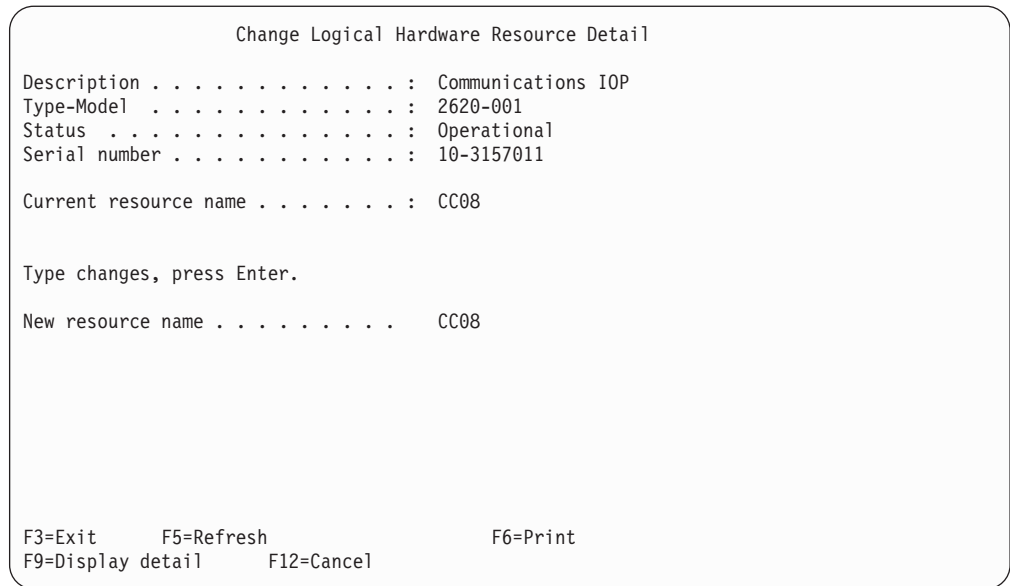 Change Logical Hardware Resource Detail
Description . . . . . . . . . . . . : Communications IOP
Type-Model . . . . . . . . . . . . : 2620-001
Status . . . . . . . . . . . . . . : Operational
Serial number . . . . . . . . . . . : 10-3157011
Current resource name . . . . . . . : CC08
Type changes, press Enter.
New resource name . . . . . . . . . CC08
F3=Exit F5=Refresh F6=Print
F9=Display detail F12=Cancel